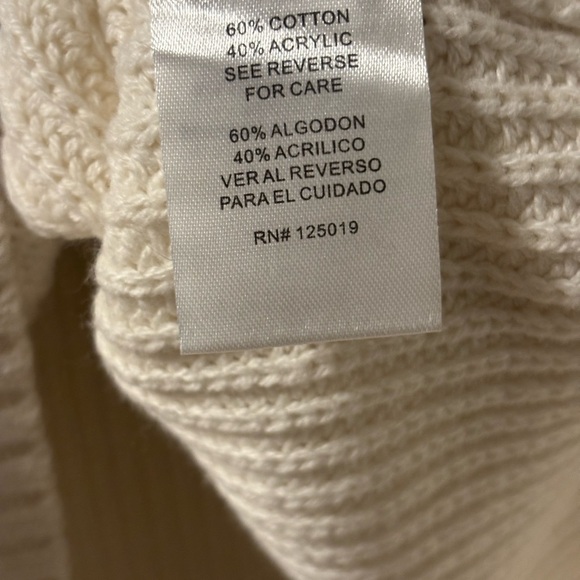 60% COTTON
40% ACRYLIC
SEE REVERSE
FOR CARE
60% ALGODON
40% ACRILICO
VER AL REVERSO
PARA EL CUIDADO
RN# 125019